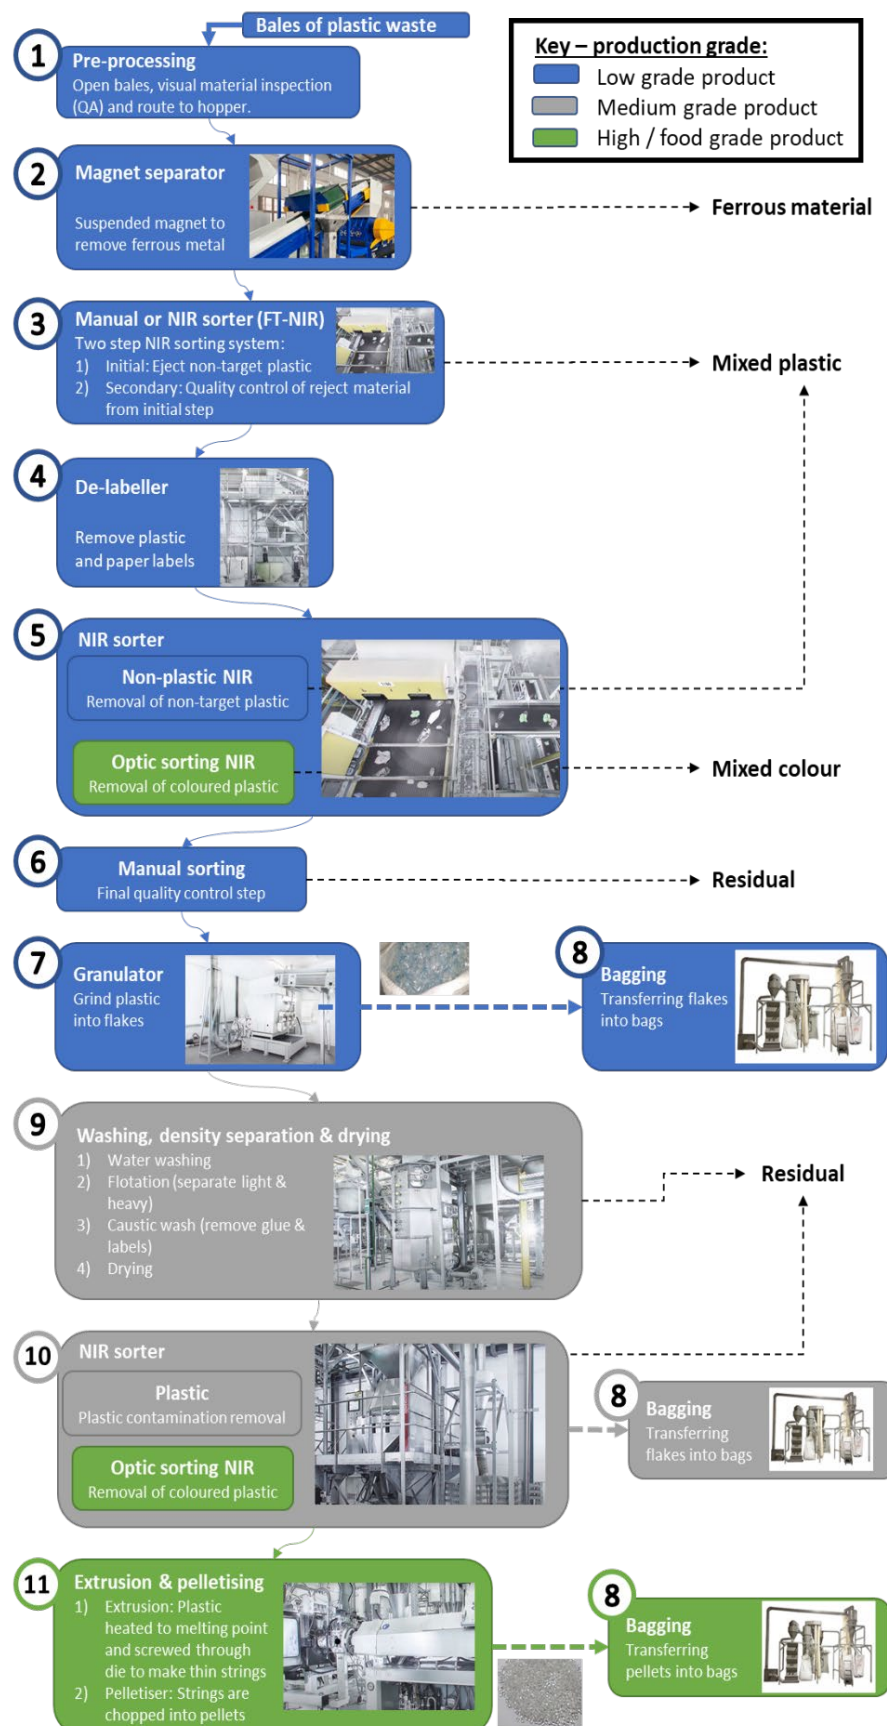 Bales of plastic waste
Key – production grade:
Low grade product
Medium grade product
High / food grade product
1
Pre-processing
Open bales, visual material inspection
(QA) and route to hopper.
2
Magnet separator
Suspended magnet to
remove ferrous metal
Ferrous material
3
Manual or NIR sorter (FT-NIR)
Two step NIR sorting system:
1) Initial: Eject non-target plastic
2) Secondary: Quality control of reject material
from initial step
Mixed plastic
4
De-labeller
Remove plastic
and paper labels
5
NIR sorter
Non-plastic NIR
Removal of non-target plastic
Optic sorting NIR
Removal of coloured plastic
Mixed colour
6
Manual sorting
Final quality control step
Residual
7
Granulator
Grind plastic
into flakes
8
Bagging
Transferring flakes
into bags
9
Washing, density separation & drying
1) Water washing
2) Flotation (separate light &
heavy)
3) Caustic wash (remove glue &
labels)
4) Drying
Residual
10
NIR sorter
Plastic
Plastic contamination removal
Optic sorting NIR
Removal of coloured plastic
8
Bagging
Transferring
flakes into bags
11
Extrusion & pelletising
1) Extrusion: Plastic
heated to melting point
and screwed through
die to make thin strings
2) Pelletiser: Strings are
chopped into pellets
8
Bagging
Transferring
pellets into bags